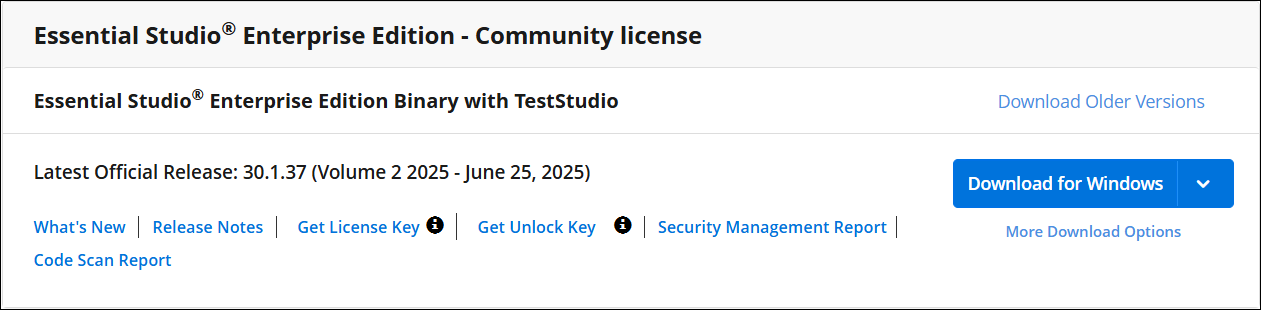 Essential Studio® Enterprise Edition - Community license
Essential Studio® Enterprise Edition Binary with TestStudio
Download Older Versions
Latest Official Release: 30.1.37 (Volume 2 2025 - June 25, 2025)
Download for Windows
What's New | Release Notes | Get License Key | Get Unlock Key | Security Management Report |
More Download Options
Code Scan Report